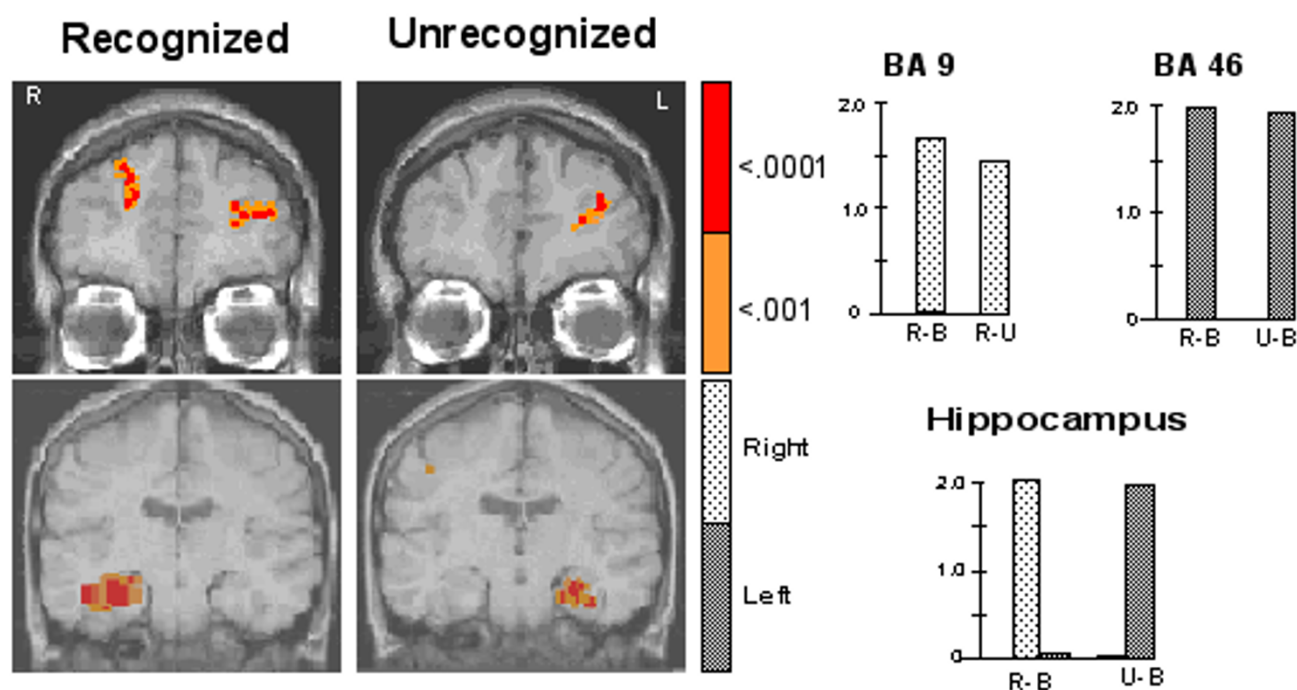 Recognized
Unrecognized
R
L
<.0001
<.001
Right
Left
BA 9
2.0
1.0
0
R-B R-U
BA 46
2.0
1.0
0
R-B U-B
Hippocampus
2.0
1.0
0
R-B U-B